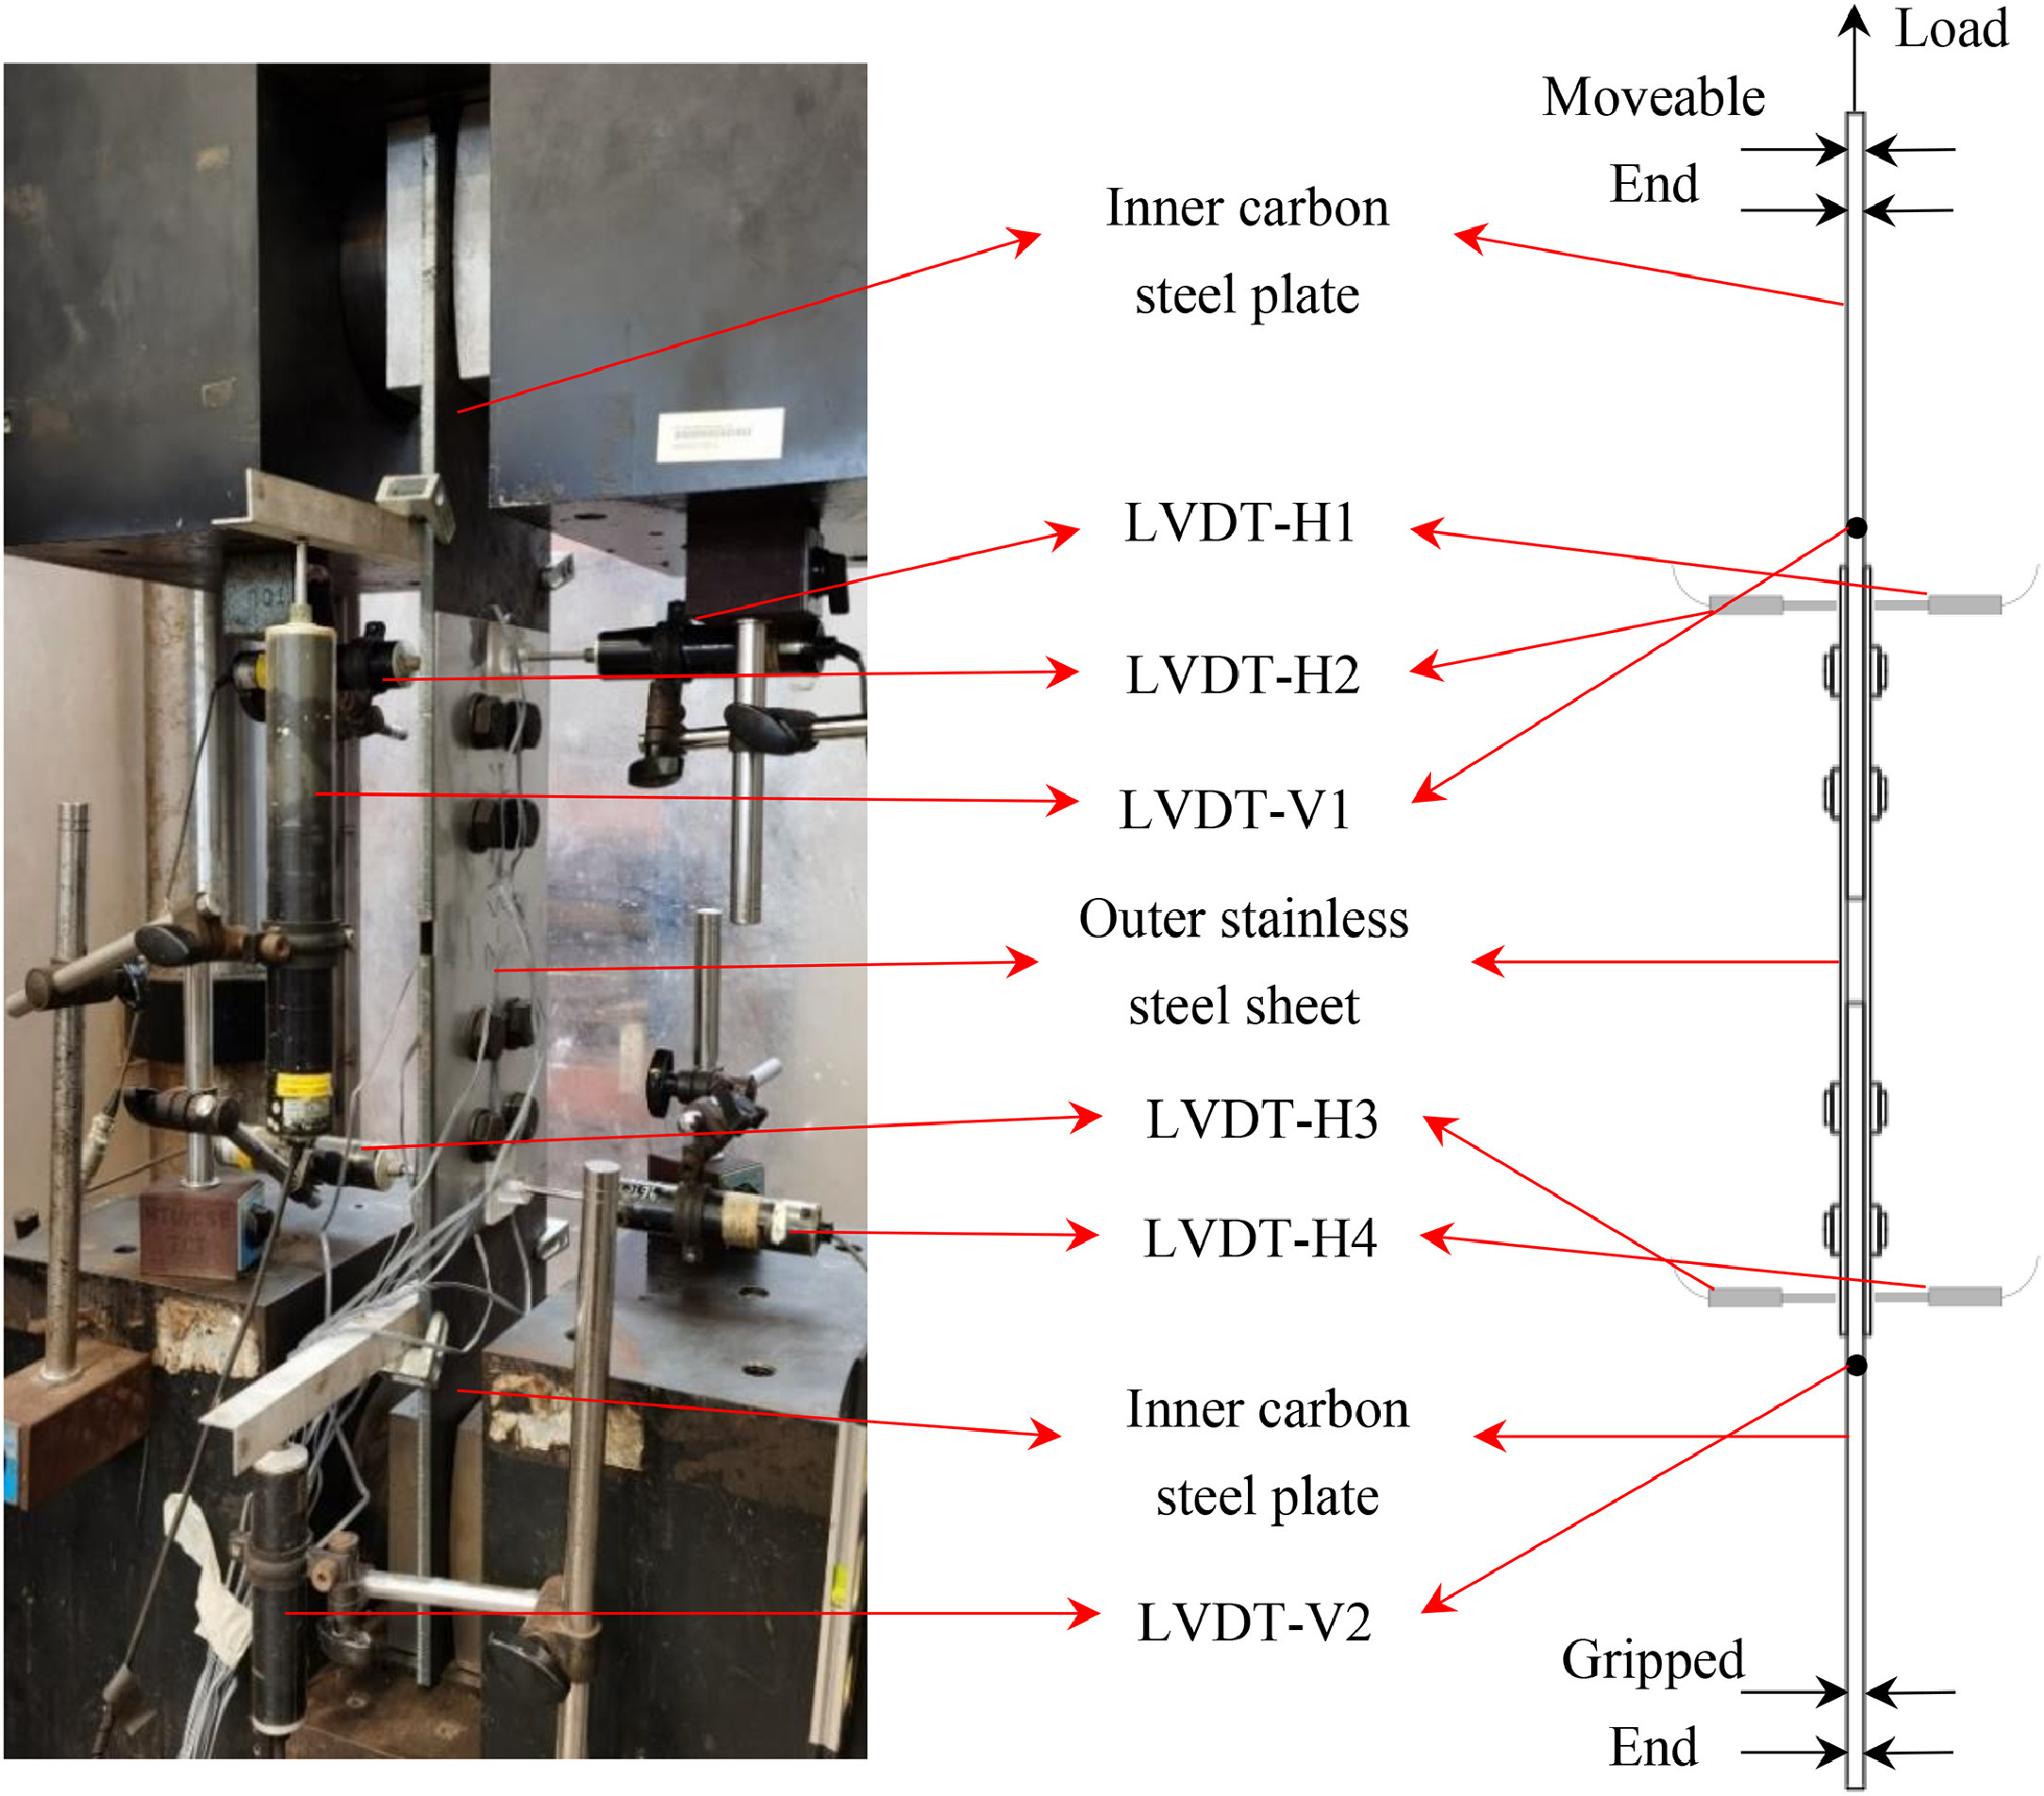 Load
Moveable
End
Inner carbon
steel plate
LVDT-H1
LVDT-H2
LVDT-V1
Outer stainless
steel sheet
LVDT-H3
LVDT-H4
Inner carbon
steel plate
LVDT-V2
Gripped
End